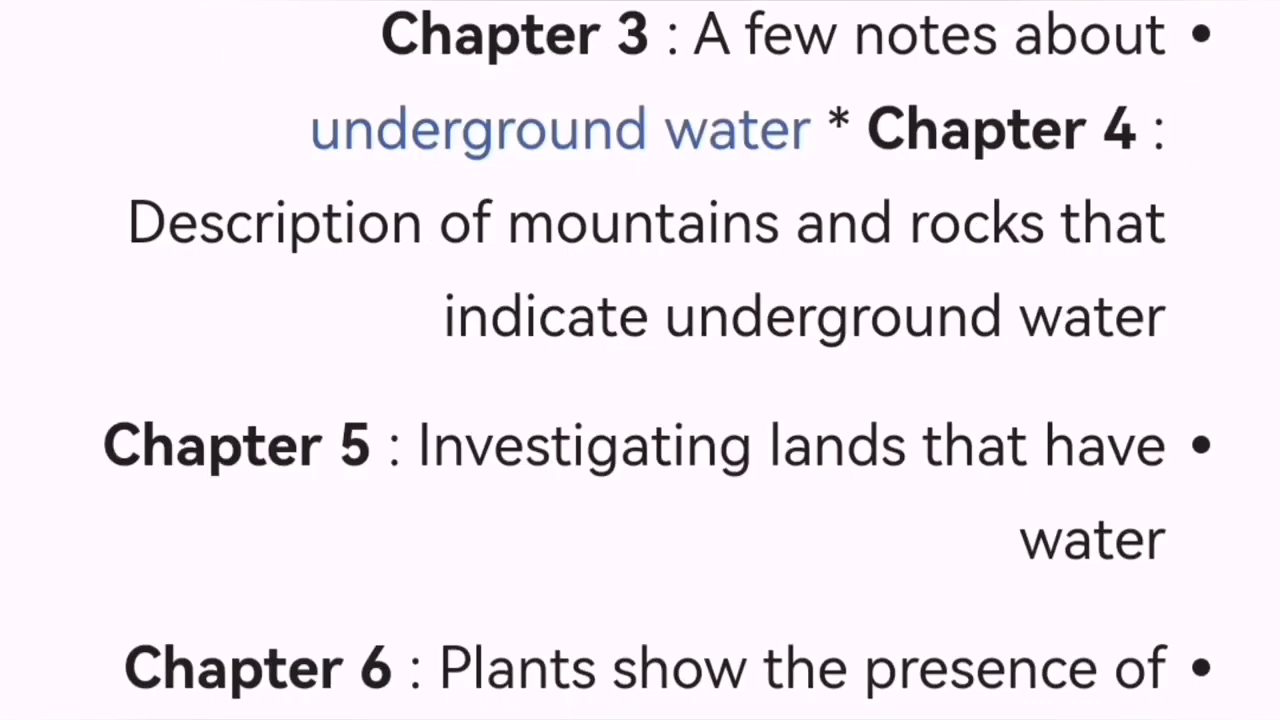 Chapter 3 : A few notes about •
underground water * Chapter 4 :
Description of mountains and rocks that
indicate underground water
Chapter 5 : Investigating lands that have •
water
Chapter 6 : Plants show the presence of •